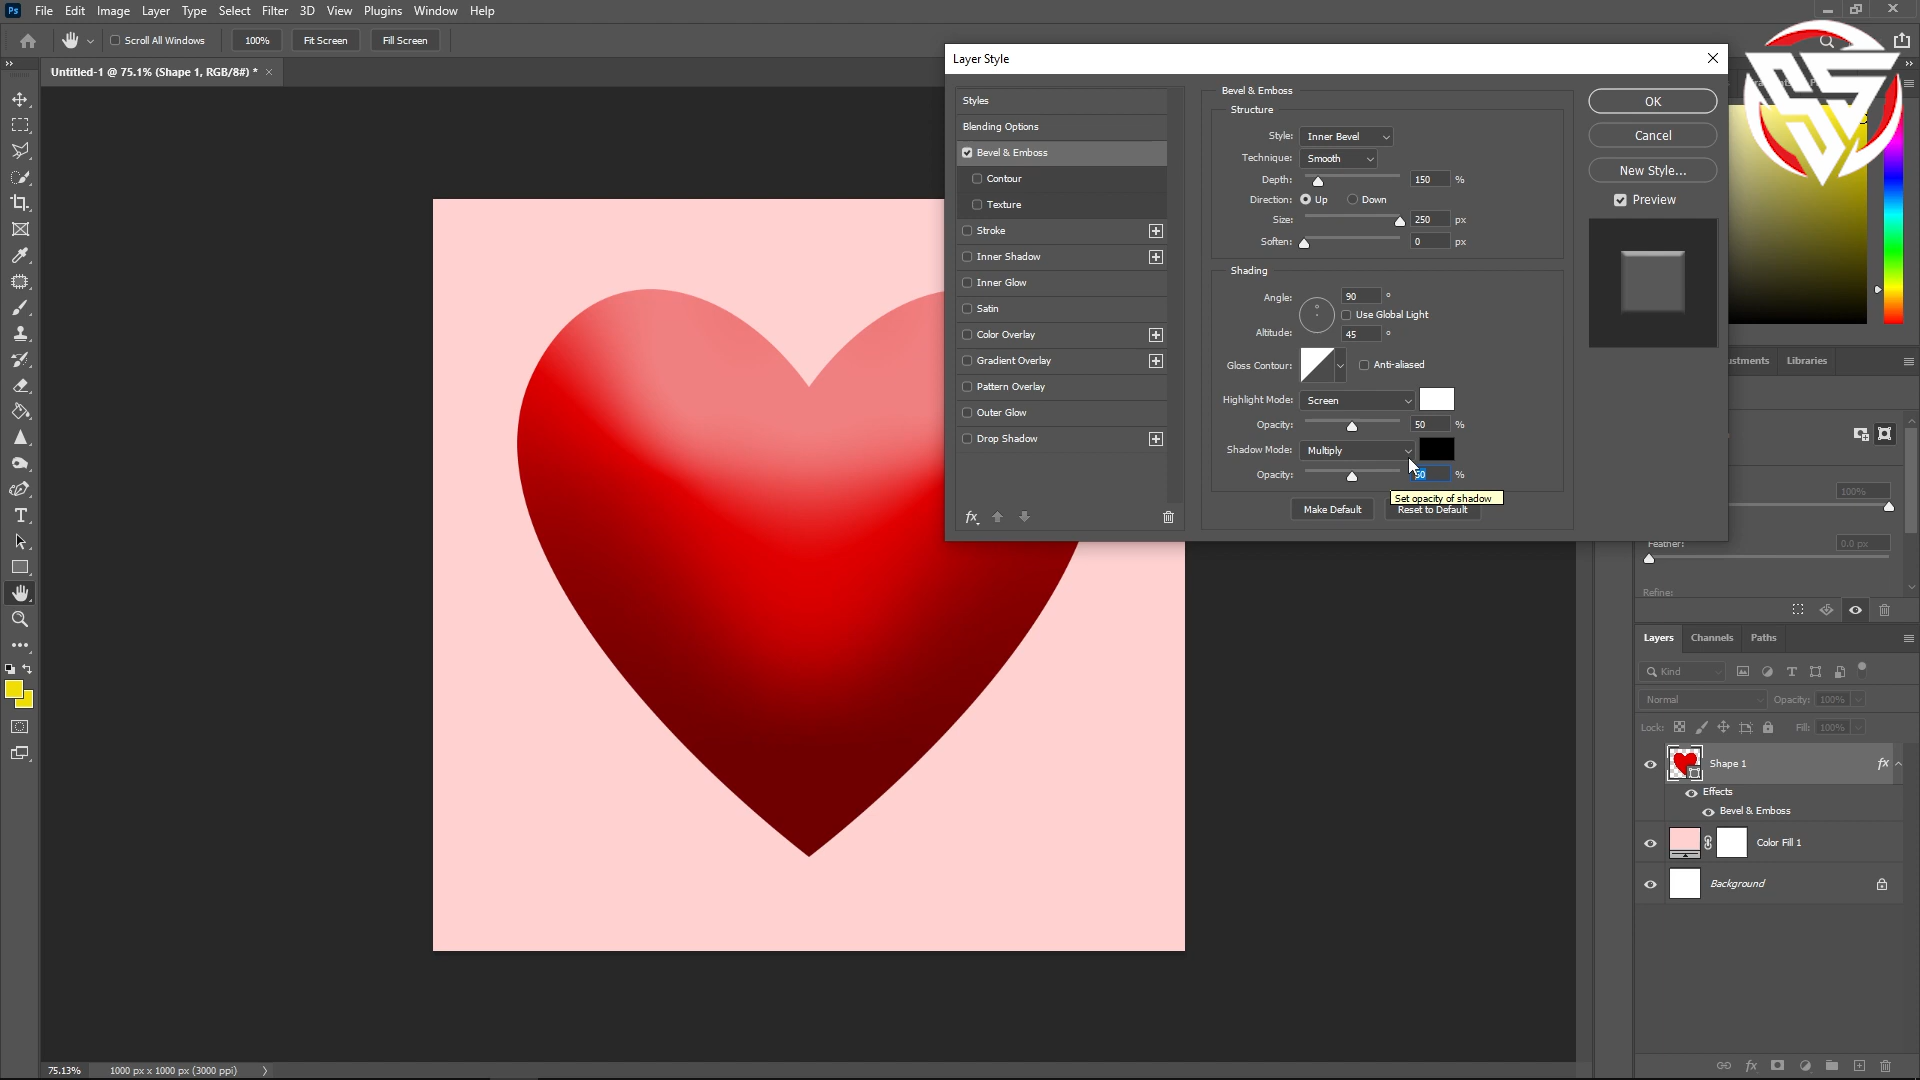 Ps File Edit Image Layer Type Select Filter 3D View Plugins Window Help
Scroll All Windows 100% Fit Screen Fill Screen
Untitled-1 @ 75.1% (Shape 1, RGB/8#) *
Layer Style
Styles
Blending Options
Bevel & Emboss
Contour
Texture
Stroke
Inner Shadow
Inner Glow
Satin
Color Overlay
Gradient Overlay
Pattern Overlay
Outer Glow
Drop Shadow
fx
Bevel & Emboss
Structure
Style: Inner Bevel
Technique: Smooth
Depth: 150 %
Direction: Up Down
Size: 250 px
Soften: 0 px
Shading
Angle: 90 °
Use Global Light
Altitude: 45 °
Gloss Contour: Anti-aliased
Highlight Mode: Screen
Opacity: 50 %
Shadow Mode: Multiply
Opacity: 50 %
Set opacity of shadow
Make Default Reset to Default
OK
Cancel
New Style...
Preview
ustments Libraries
100%
Feather: 0.0 px
Refine:
Layers Channels Paths
Kind
Normal Opacity: 100%
Lock: Fill: 100%
Shape 1 fx
Effects
Bevel & Emboss
Color Fill 1
Background
fx
75.13% 1000 px x 1000 px (3000 ppi)